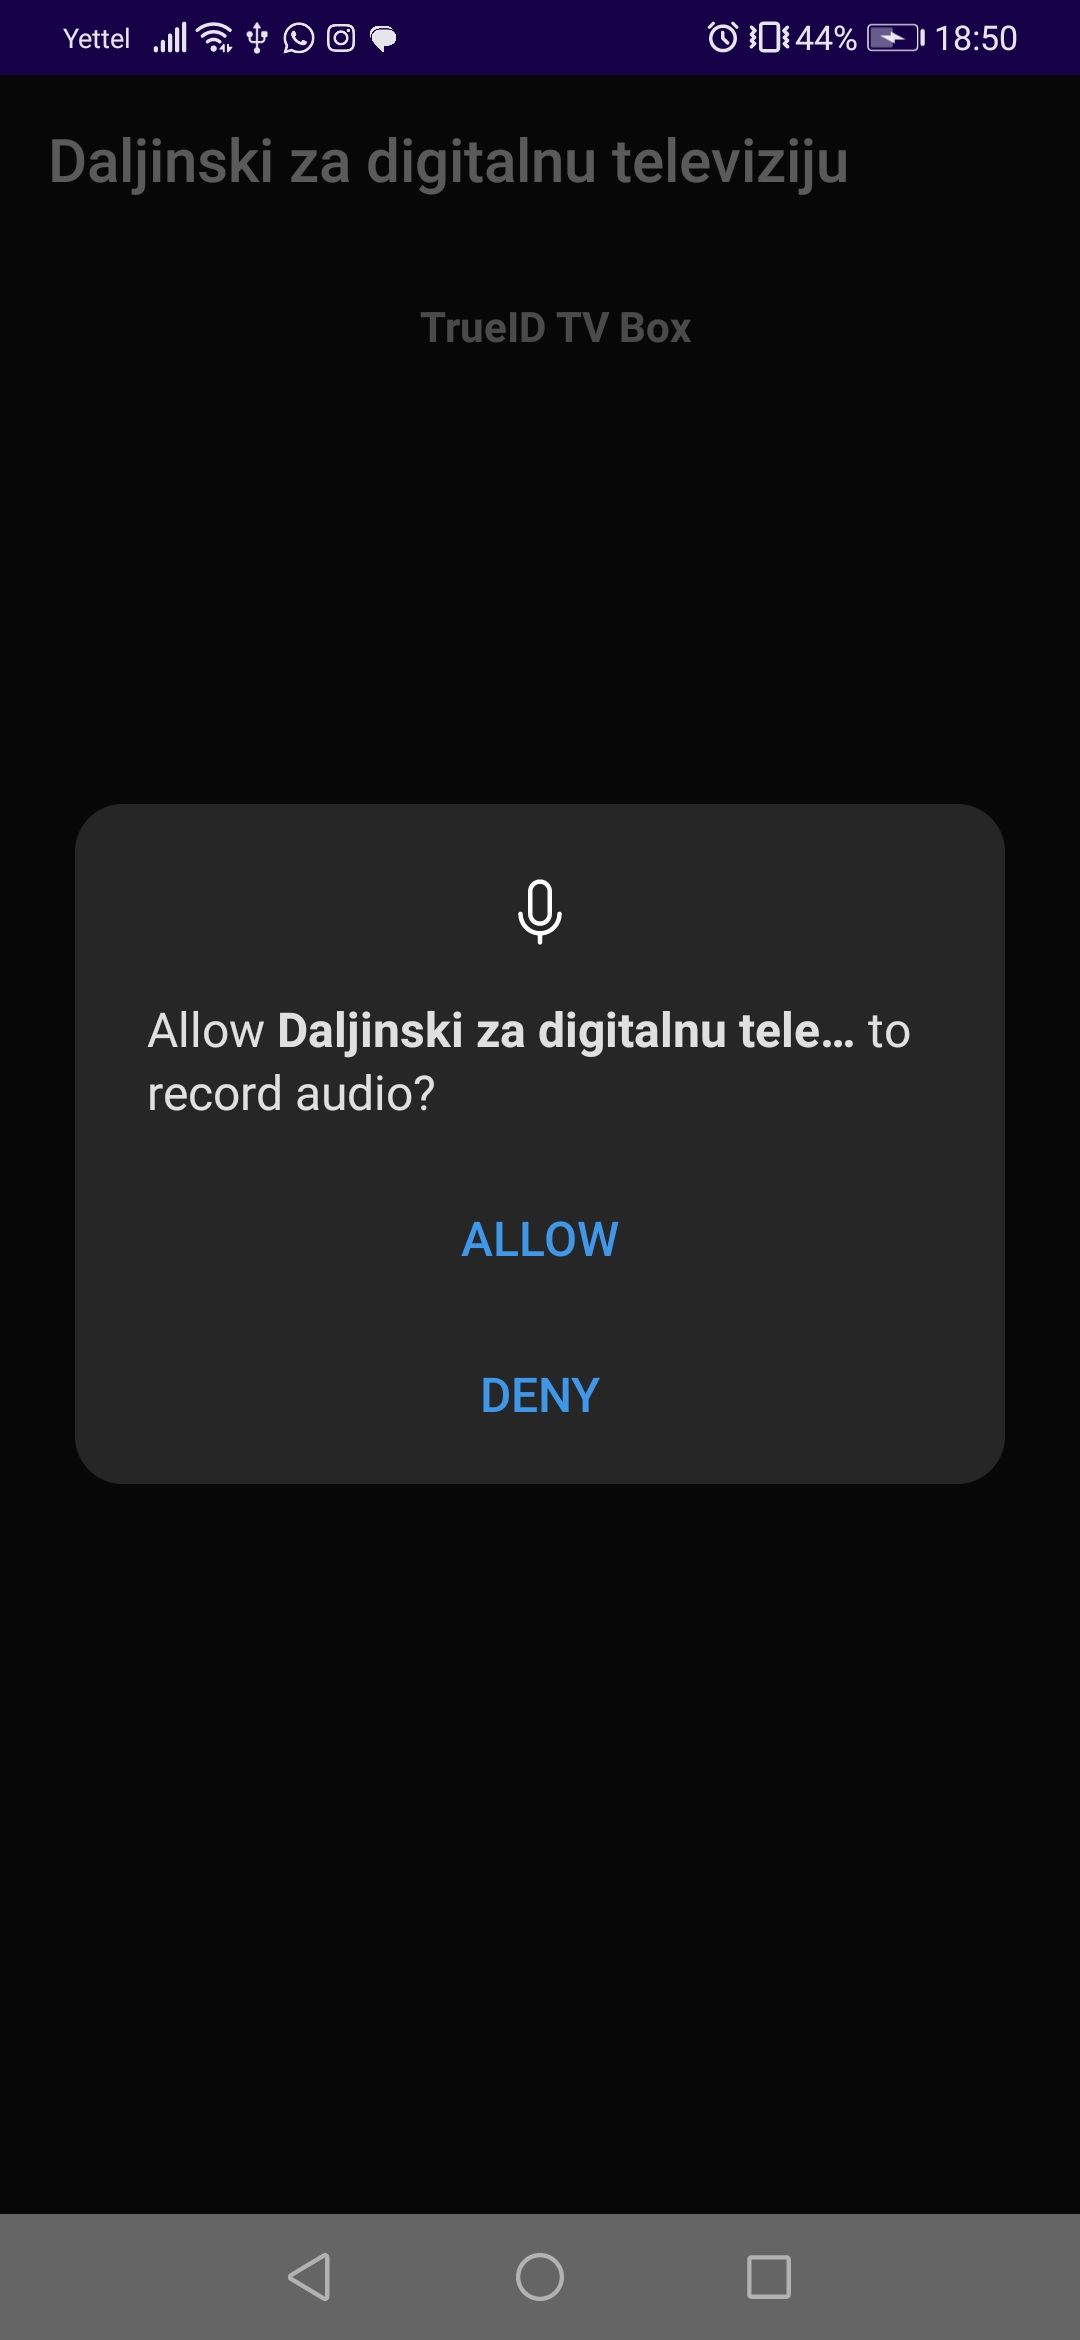 Yettel 44% 18:50
Daljinski za digitalnu televiziju
TrueID TV Box
Allow Daljinski za digitalnu tele... to
record audio?
ALLOW
DENY